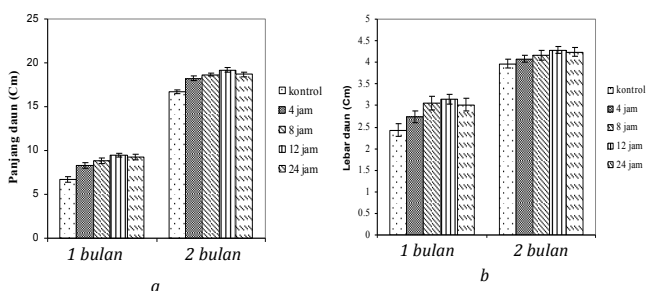 Panjang daun (Cm)
25
20
15
10
5
0
1 bulan
2 bulan
kontrol
4 jam
8 jam
12 jam
24 jam
a
Lebar daun (Cm)
5
4.5
4
3.5
3
2.5
2
1.5
1
0.5
0
1 bulan
2 bulan
kontrol
4 jam
8 jam
12 jam
24 jam
b